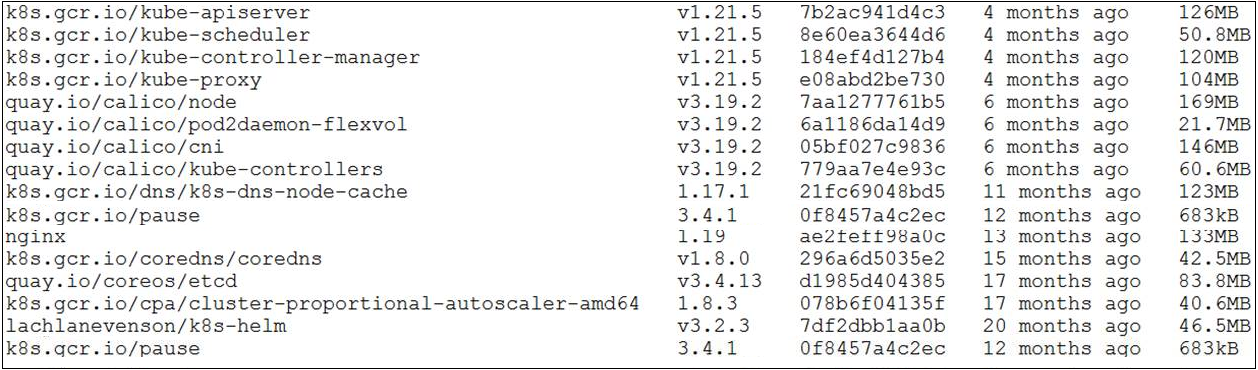 k8s.gcr.io/kube-apiserver v1.21.5 7b2ac941d4c3 4 months ago 126MB
k8s.gcr.io/kube-scheduler v1.21.5 8e60ea3644d6 4 months ago 50.8MB
k8s.gcr.io/kube-controller-manager v1.21.5 184ef4d127b4 4 months ago 120MB
k8s.gcr.io/kube-proxy v1.21.5 e08abd2be730 4 months ago 104MB
quay.io/calico/node v3.19.2 7aa1277761b5 6 months ago 169MB
quay.io/calico/pod2daemon-flexvol v3.19.2 6a1186da14d9 6 months ago 21.7MB
quay.io/calico/cni v3.19.2 05bf027c9836 6 months ago 146MB
quay.io/calico/kube-controllers v3.19.2 779aa7e4e93c 6 months ago 60.6MB
k8s.gcr.io/dns/k8s-dns-node-cache 1.17.1 21fc69048bd5 11 months ago 123MB
k8s.gcr.io/pause 3.4.1 0f8457a4c2ec 12 months ago 683kB
nginx 1.19 ae2feff98a0c 13 months ago 133MB
k8s.gcr.io/coredns/coredns v1.8.0 296a6d5035e2 15 months ago 42.5MB
quay.io/coreos/etcd v3.4.13 d1985d404385 17 months ago 83.8MB
k8s.gcr.io/cpa/cluster-proportional-autoscaler-amd64 1.8.3 078b6f04135f 17 months ago 40.6MB
lachlanevenson/k8s-helm v3.2.3 7df2dbb1aa0b 20 months ago 46.5MB
k8s.gcr.io/pause 3.4.1 0f8457a4c2ec 12 months ago 683kB